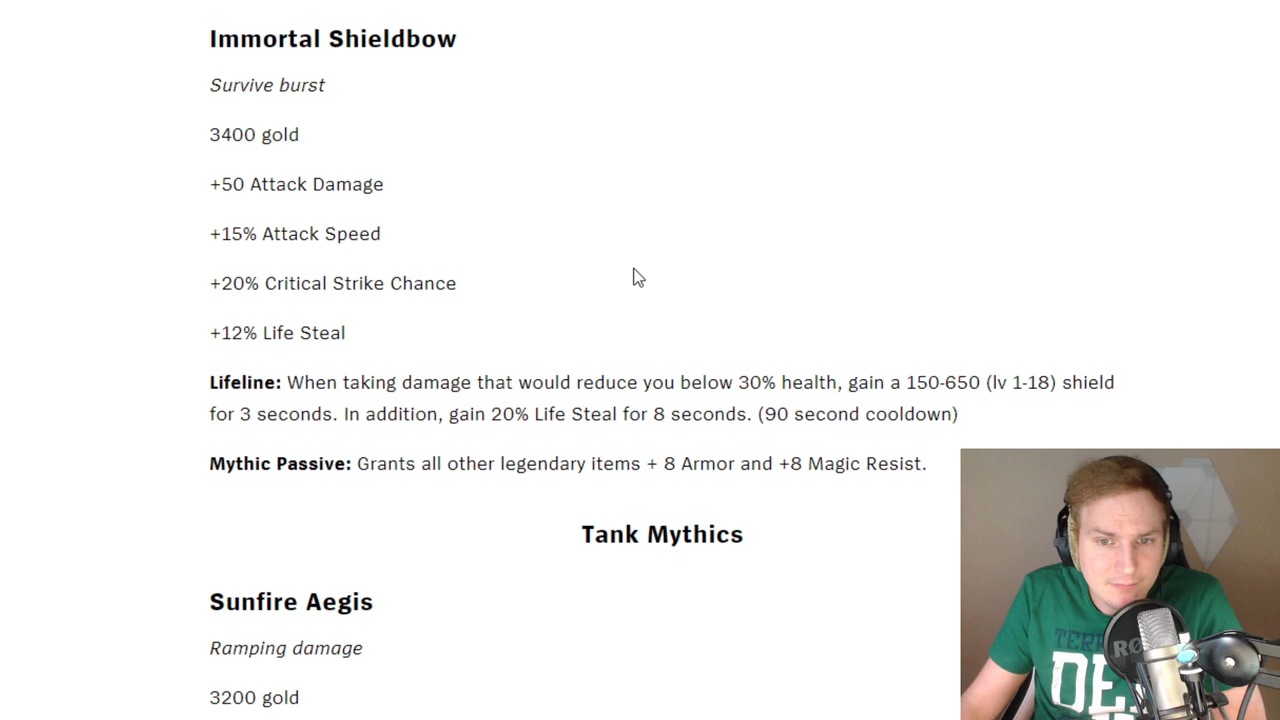 Immortal Shieldbow
Survive burst
3400 gold
+50 Attack Damage
+15% Attack Speed
+20% Critical Strike Chance
+12% Life Steal
Lifeline: When taking damage that would reduce you below 30% health, gain a 150-650 (lv 1-18) shield
for 3 seconds. In addition, gain 20% Life Steal for 8 seconds. (90 second cooldown)
Mythic Passive: Grants all other legendary items + 8 Armor and +8 Magic Resist.
Tank Mythics
Sunfire Aegis
Ramping damage
3200 gold